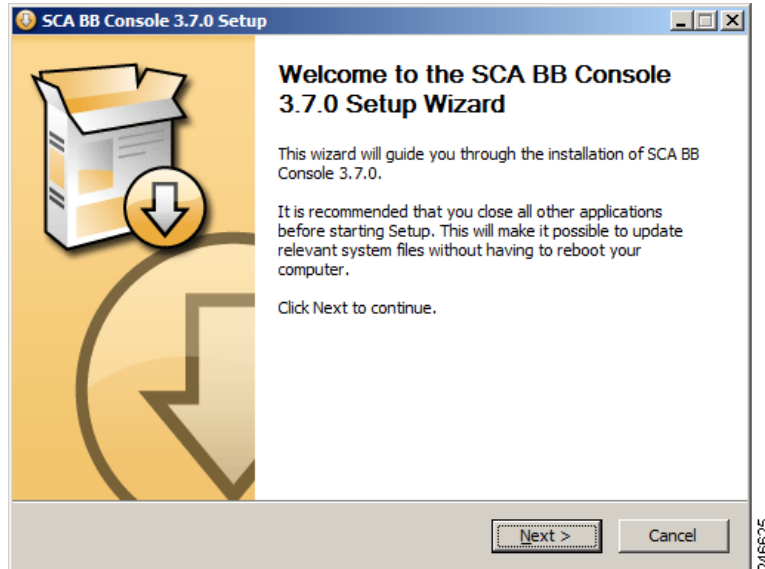 SCA BB Console 3.7.0 Setup
Welcome to the SCA BB Console
3.7.0 Setup Wizard
This wizard will guide you through the installation of SCA BB
Console 3.7.0.
It is recommended that you close all other applications
before starting Setup. This will make it possible to update
relevant system files without having to reboot your
computer.
Click Next to continue.
Next >
Cancel
246625